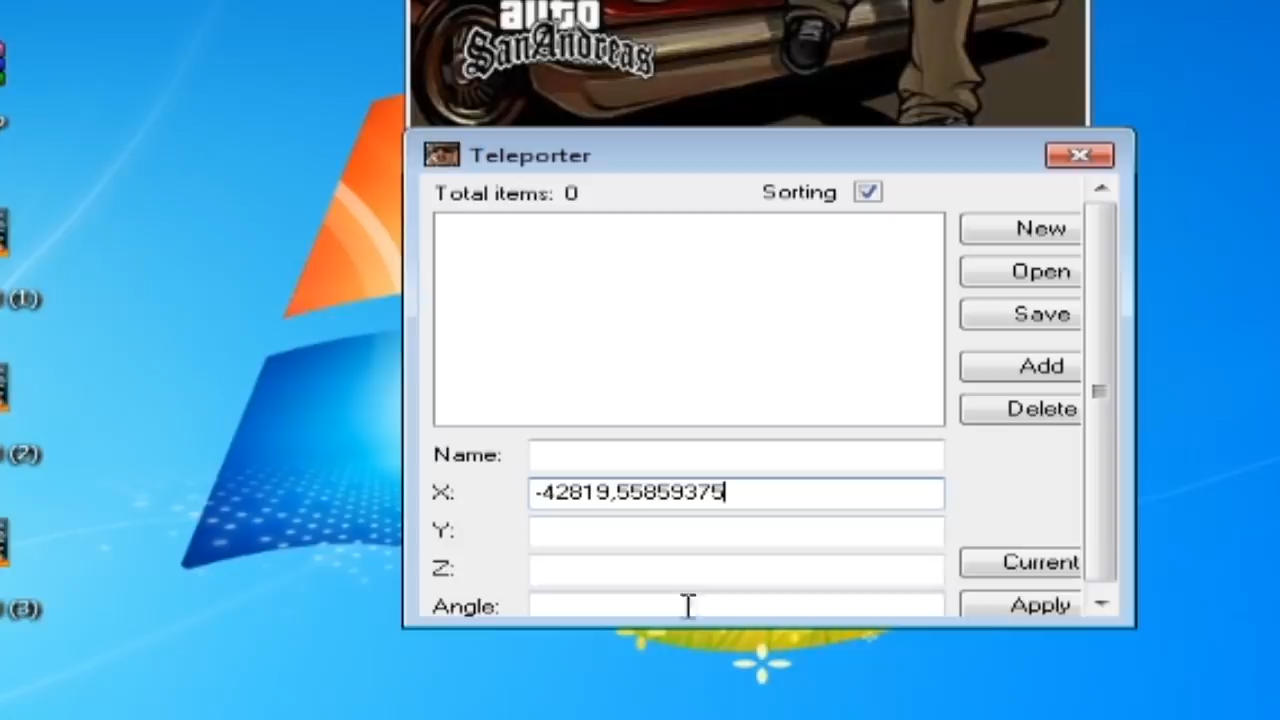 auto
San Andreas
Teleporter
Total items: 0
Sorting
New
Open
Save
Add
Delete
Name:
X: -42819,55859375
Y:
Z:
Current
Angle:
Apply
(1)
(2)
(3)